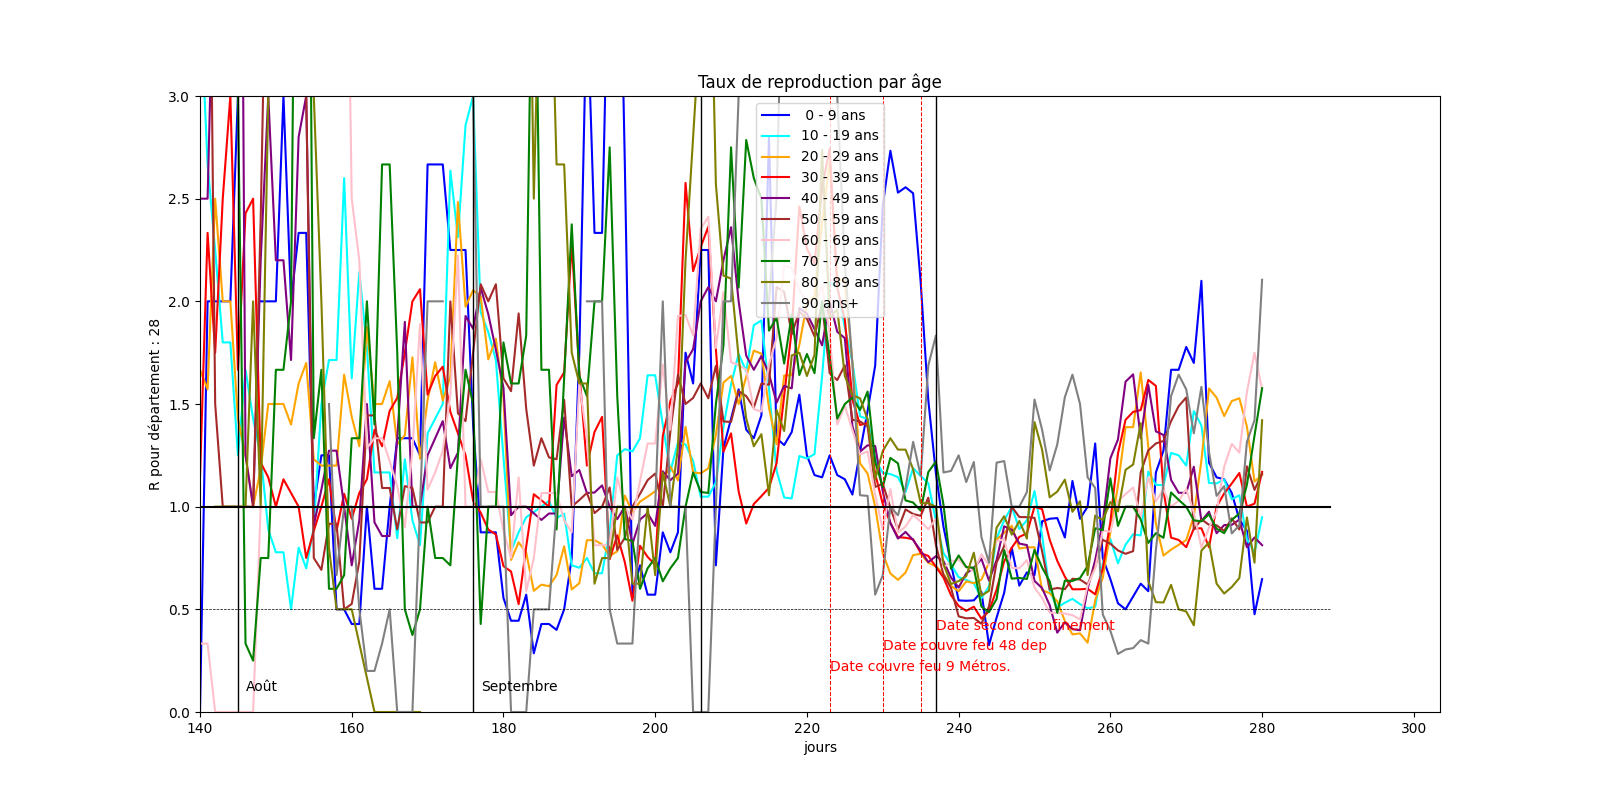 Taux de reproduction par âge
3.0
2.5
2.0
1.5
1.0
0.5
0.0
R pour département : 28
0 - 9 ans
10 - 19 ans
20 - 29 ans
30 - 39 ans
40 - 49 ans
50 - 59 ans
60 - 69 ans
70 - 79 ans
80 - 89 ans
90 ans+
Date second confinement
Date couvre feu 48 dep
Date couvre feu 9 Métros.
Août
Septembre
140
160
180
200
220
240
260
280
300
jours